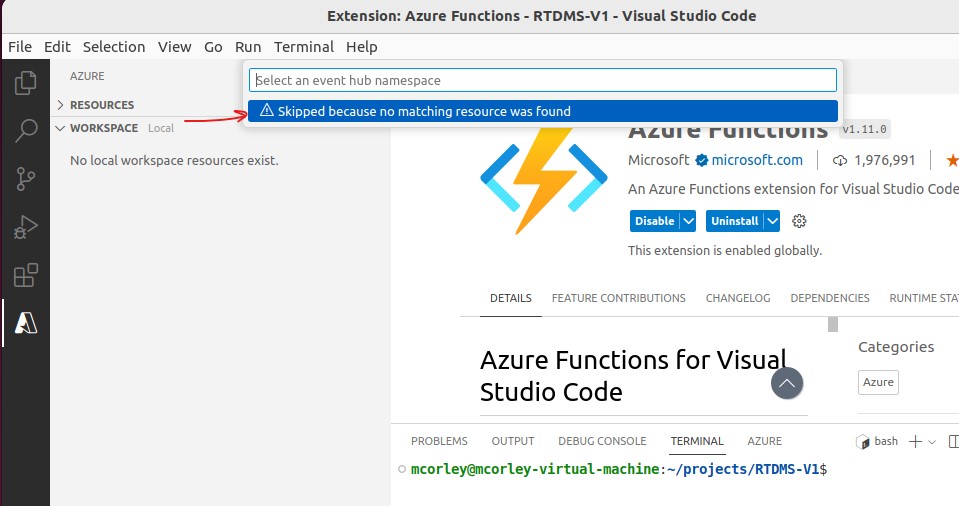 Extension: Azure Functions - RTDMS-V1 - Visual Studio Code
File Edit Selection View Go Run Terminal Help
AZURE
Select an event hub namespace
Skipped because no matching resource was found
RESOURCES
WORKSPACE Local
No local workspace resources exist.
Azure Functions v1.11.0
Microsoft microsoft.com 1,976,991
An Azure Functions extension for Visual Studio Code
Disable Uninstall
This extension is enabled globally.
DETAILS FEATURE CONTRIBUTIONS CHANGELOG DEPENDENCIES RUNTIME STA
Azure Functions for Visual
Studio Code
Categories
Azure
PROBLEMS OUTPUT DEBUG CONSOLE TERMINAL AZURE bash
mcorley@mcorley-virtual-machine:~/projects/RTDMS-V1$